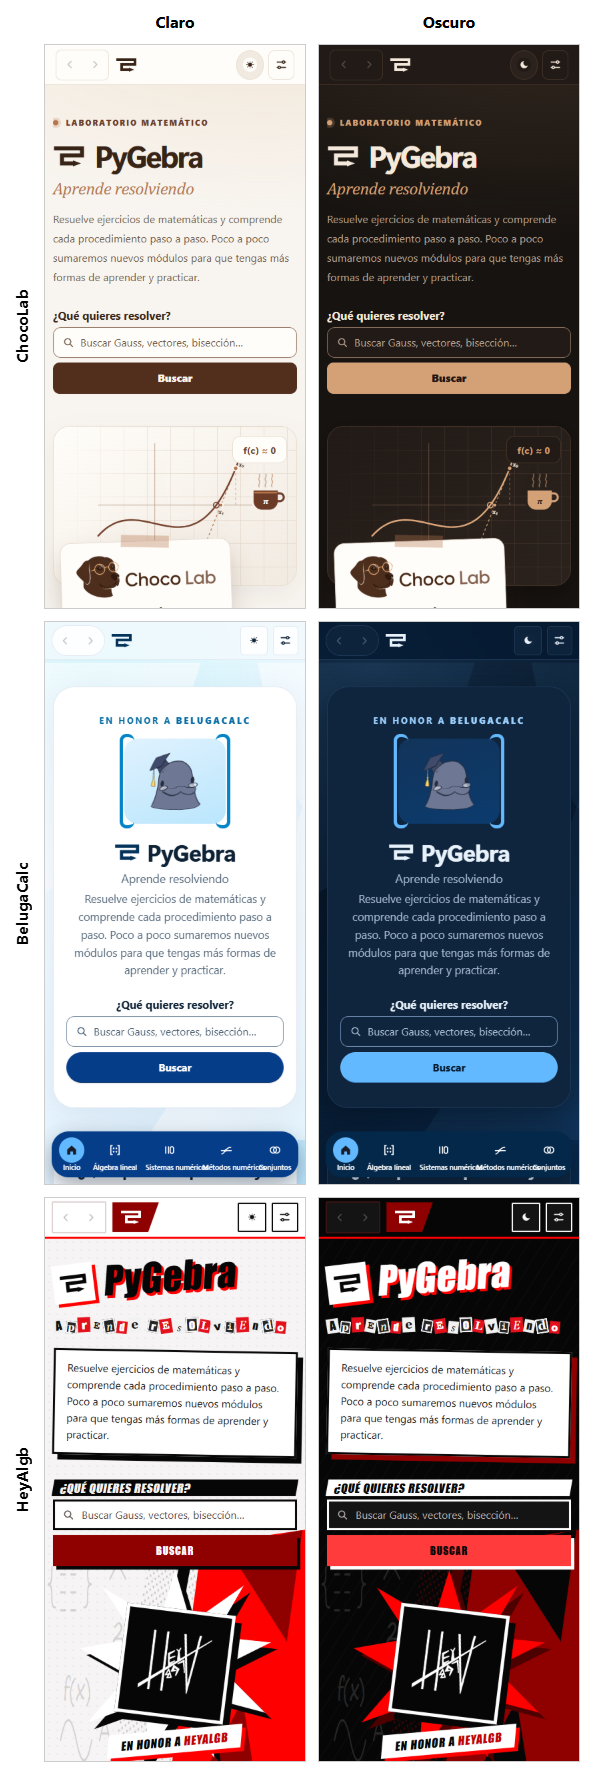 Claro
Oscuro
ChocoLab
LABORATORIO MATEMÁTICO
PyGebra
Aprende resolviendo
Resuelve ejercicios de matemáticas y comprende
cada procedimiento paso a paso. Poco a poco
sumaremos nuevos módulos para que tengas más
formas de aprender y practicar.
¿Qué quieres resolver?
Buscar Gauss, vectores, bisección...
Buscar
f(c) ≈ 0
π
Choco Lab
LABORATORIO MATEMÁTICO
PyGebra
Aprende resolviendo
Resuelve ejercicios de matemáticas y comprende
cada procedimiento paso a paso. Poco a poco
sumaremos nuevos módulos para que tengas más
formas de aprender y practicar.
¿Qué quieres resolver?
Buscar Gauss, vectores, bisección...
Buscar
f(c) ≈ 0
π
Choco Lab
BelugaCalc
EN HONOR A BELUGACALC
PyGebra
Aprende resolviendo
Resuelve ejercicios de matemáticas y
comprende cada procedimiento paso a
paso. Poco a poco sumaremos nuevos
módulos para que tengas más formas de
aprender y practicar.
¿Qué quieres resolver?
Buscar Gauss, vectores, bisección...
Buscar
Inicio
Álgebra lineal
Sistemas numéricos
Métodos numéricos
Conjuntos
EN HONOR A BELUGACALC
PyGebra
Aprende resolviendo
Resuelve ejercicios de matemáticas y
comprende cada procedimiento paso a
paso. Poco a poco sumaremos nuevos
módulos para que tengas más formas de
aprender y practicar.
¿Qué quieres resolver?
Buscar Gauss, vectores, bisección...
Buscar
Inicio
Álgebra lineal
Sistemas numéricos
Métodos numéricos
Conjuntos
HeyAlgb
PyGebra
Aprende resolviendo
Resuelve ejercicios de matemáticas y
comprende cada procedimiento paso a paso.
Poco a poco sumaremos nuevos módulos
para que tengas más formas de aprender y
practicar.
¿QUÉ QUIERES RESOLVER?
Buscar Gauss, vectores, bisección...
BUSCAR
f(x)
EN HONOR A HEYALGB
PyGebra
Aprende resolviendo
Resuelve ejercicios de matemáticas y
comprende cada procedimiento paso a paso.
Poco a poco sumaremos nuevos módulos
para que tengas más formas de aprender y
practicar.
¿QUÉ QUIERES RESOLVER?
Buscar Gauss, vectores, bisección...
BUSCAR
f(x)
EN HONOR A HEYALGB